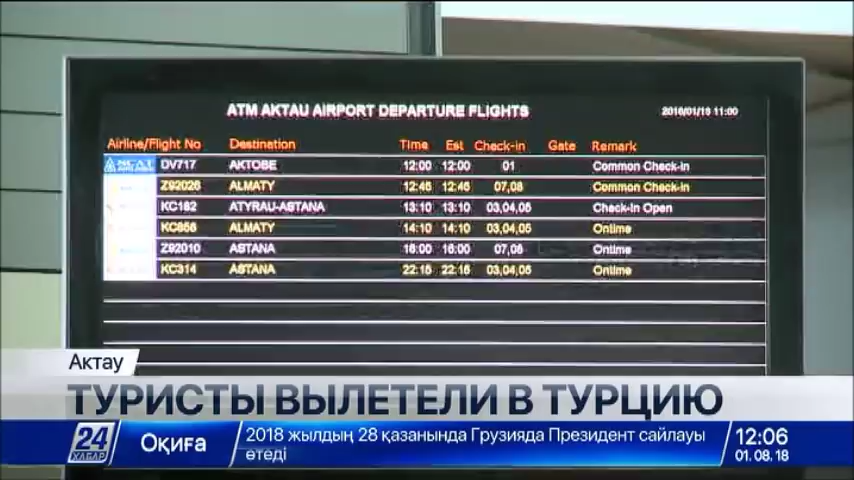 ATM AKTAU AIRPORT DEPARTURE FLIGHTS
2018/01/13 11:00
Airline/Flight No Destination Time Est Check-in Gate Remark
SCAT DV717 AKTOBE 12:00 12:00 01 Common Check-in
Z92026 ALMATY 12:45 12:45 07,08 Common Check-in
KC182 ATYRAU-ASTANA 13:10 13:10 03,04,05 Check-in Open
KC856 ALMATY 14:10 14:10 03,04,05 Ontime
Z92010 ASTANA 16:00 16:00 07,08 Ontime
KC314 ASTANA 22:15 22:15 03,04,05 Ontime
Актау
ТУРИСТЫ ВЫЛЕТЕЛИ В ТУРЦИЮ
24
ХАБАР
Оқиға
2018 жылдың 28 қазанында Грузияда Президент сайлауы
өтеді
12:06
01.08.18